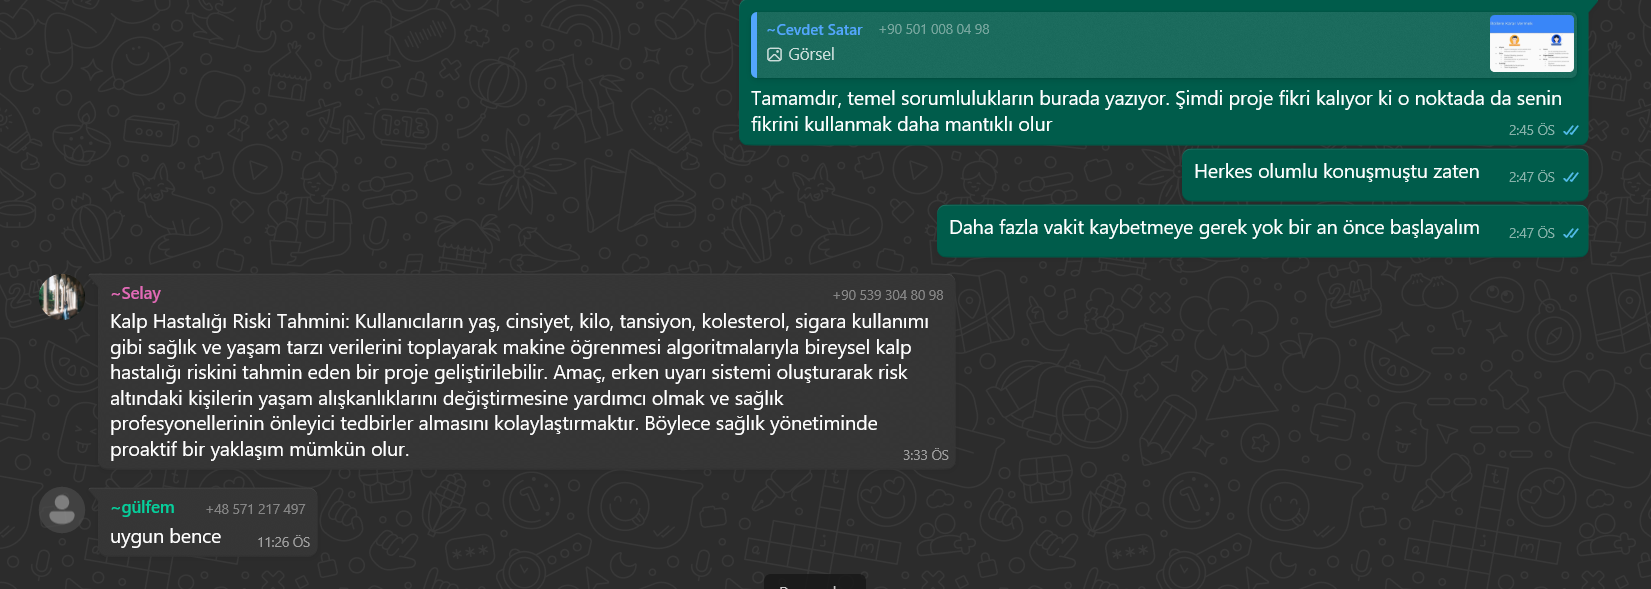 ~Cevdet Satar +90 501 008 04 98
Görsel
Tamamdır, temel sorumlulukların burada yazıyor. Şimdi proje fikri kalıyor ki o noktada da senin
fikrini kullanmak daha mantıklı olur
2:45 ÖS
Herkes olumlu konuşmuştu zaten 2:47 ÖS
Daha fazla vakit kaybetmeye gerek yok bir an önce başlayalım 2:47 ÖS
~Selay +90 539 304 80 98
Kalp Hastalığı Riski Tahmini: Kullanıcıların yaş, cinsiyet, kilo, tansiyon, kolesterol, sigara kullanımı
gibi sağlık ve yaşam tarzı verilerini toplayarak makine öğrenmesi algoritmalarıyla bireysel kalp
hastalığı riskini tahmin eden bir proje geliştirilebilir. Amaç, erken uyarı sistemi oluşturarak risk
altındaki kişilerin yaşam alışkanlıklarını değiştirmesine yardımcı olmak ve sağlık
profesyonellerinin önleyici tedbirler almasını kolaylaştırmaktır. Böylece sağlık yönetiminde
proaktif bir yaklaşım mümkün olur.
3:33 ÖS
~gülfem +48 571 217 497
uygun bence 11:26 ÖS